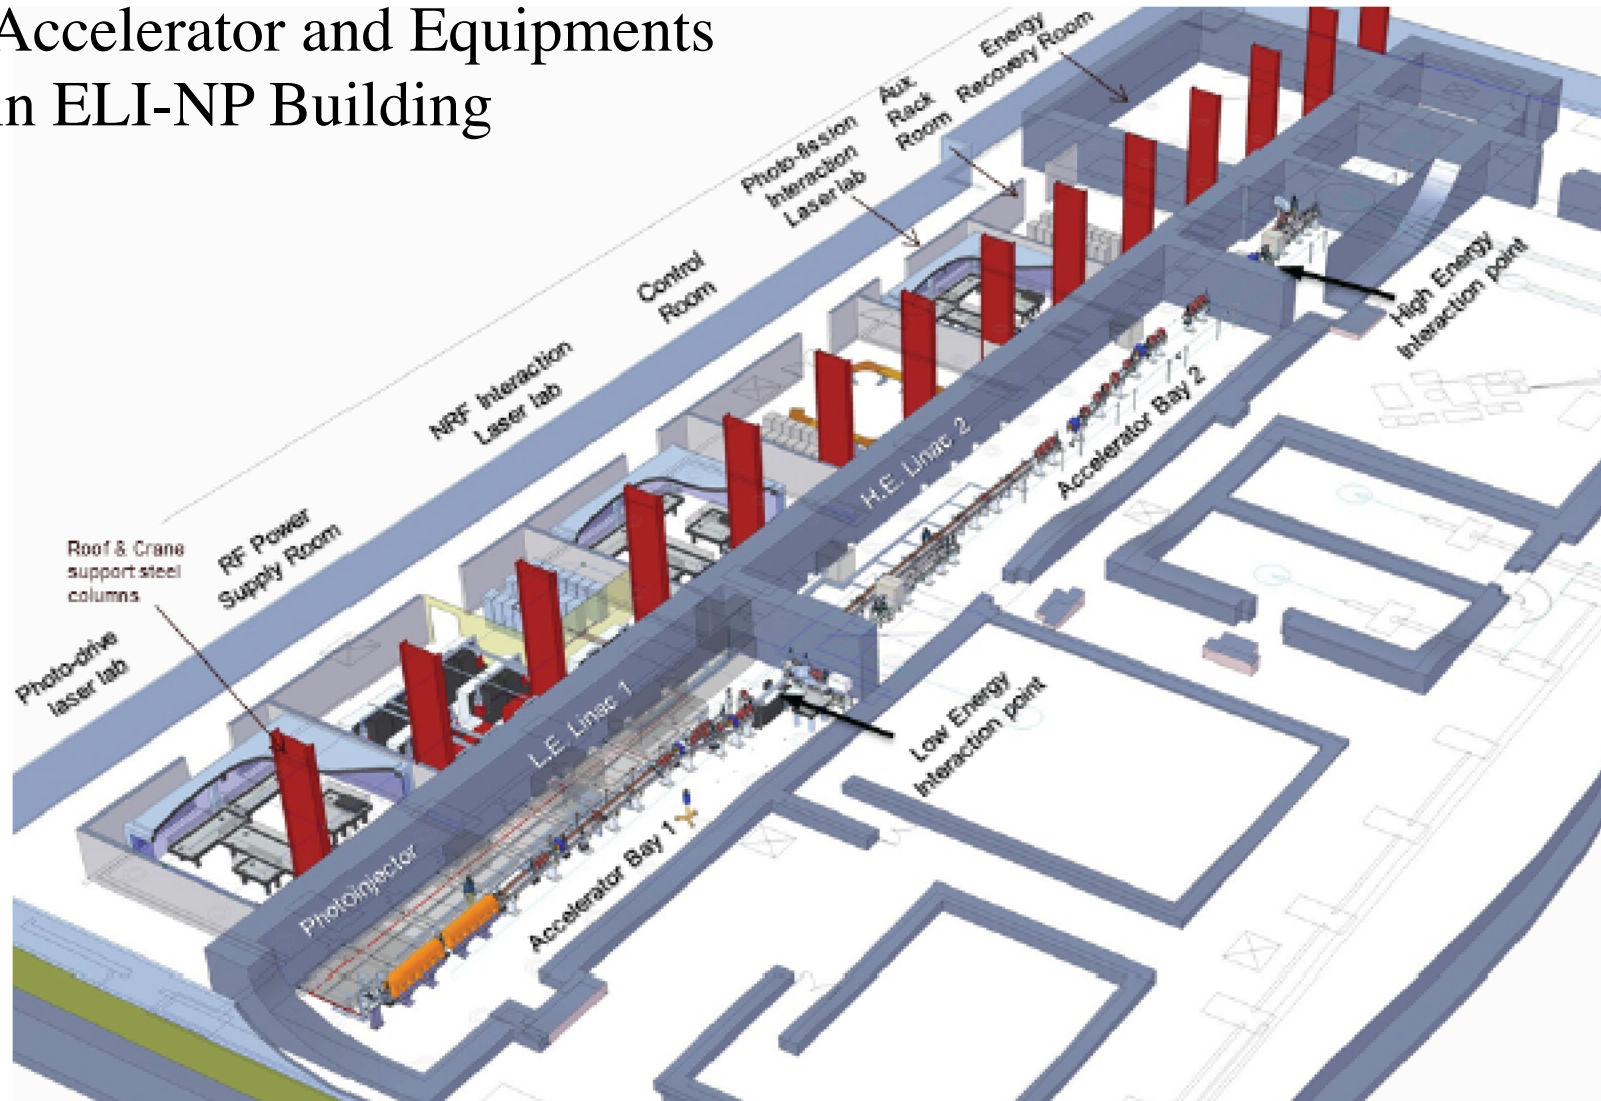 Accelerator and Equipments
in ELI-NP Building
Energy
Recovery Room
Aux.
Rack
Room
Photo-fission
Interaction
Laser lab
Control
Room
NRF Interaction
Laser lab
RF Power
Supply Room
Roof & Crane
support steel
columns
Photo-drive
laser lab
High Energy
Interaction point
H.E. Linac 2
Accelerator Bay 2
Low Energy
Interaction point
L.E. Linac 1
Accelerator Bay 1
Photoinjector